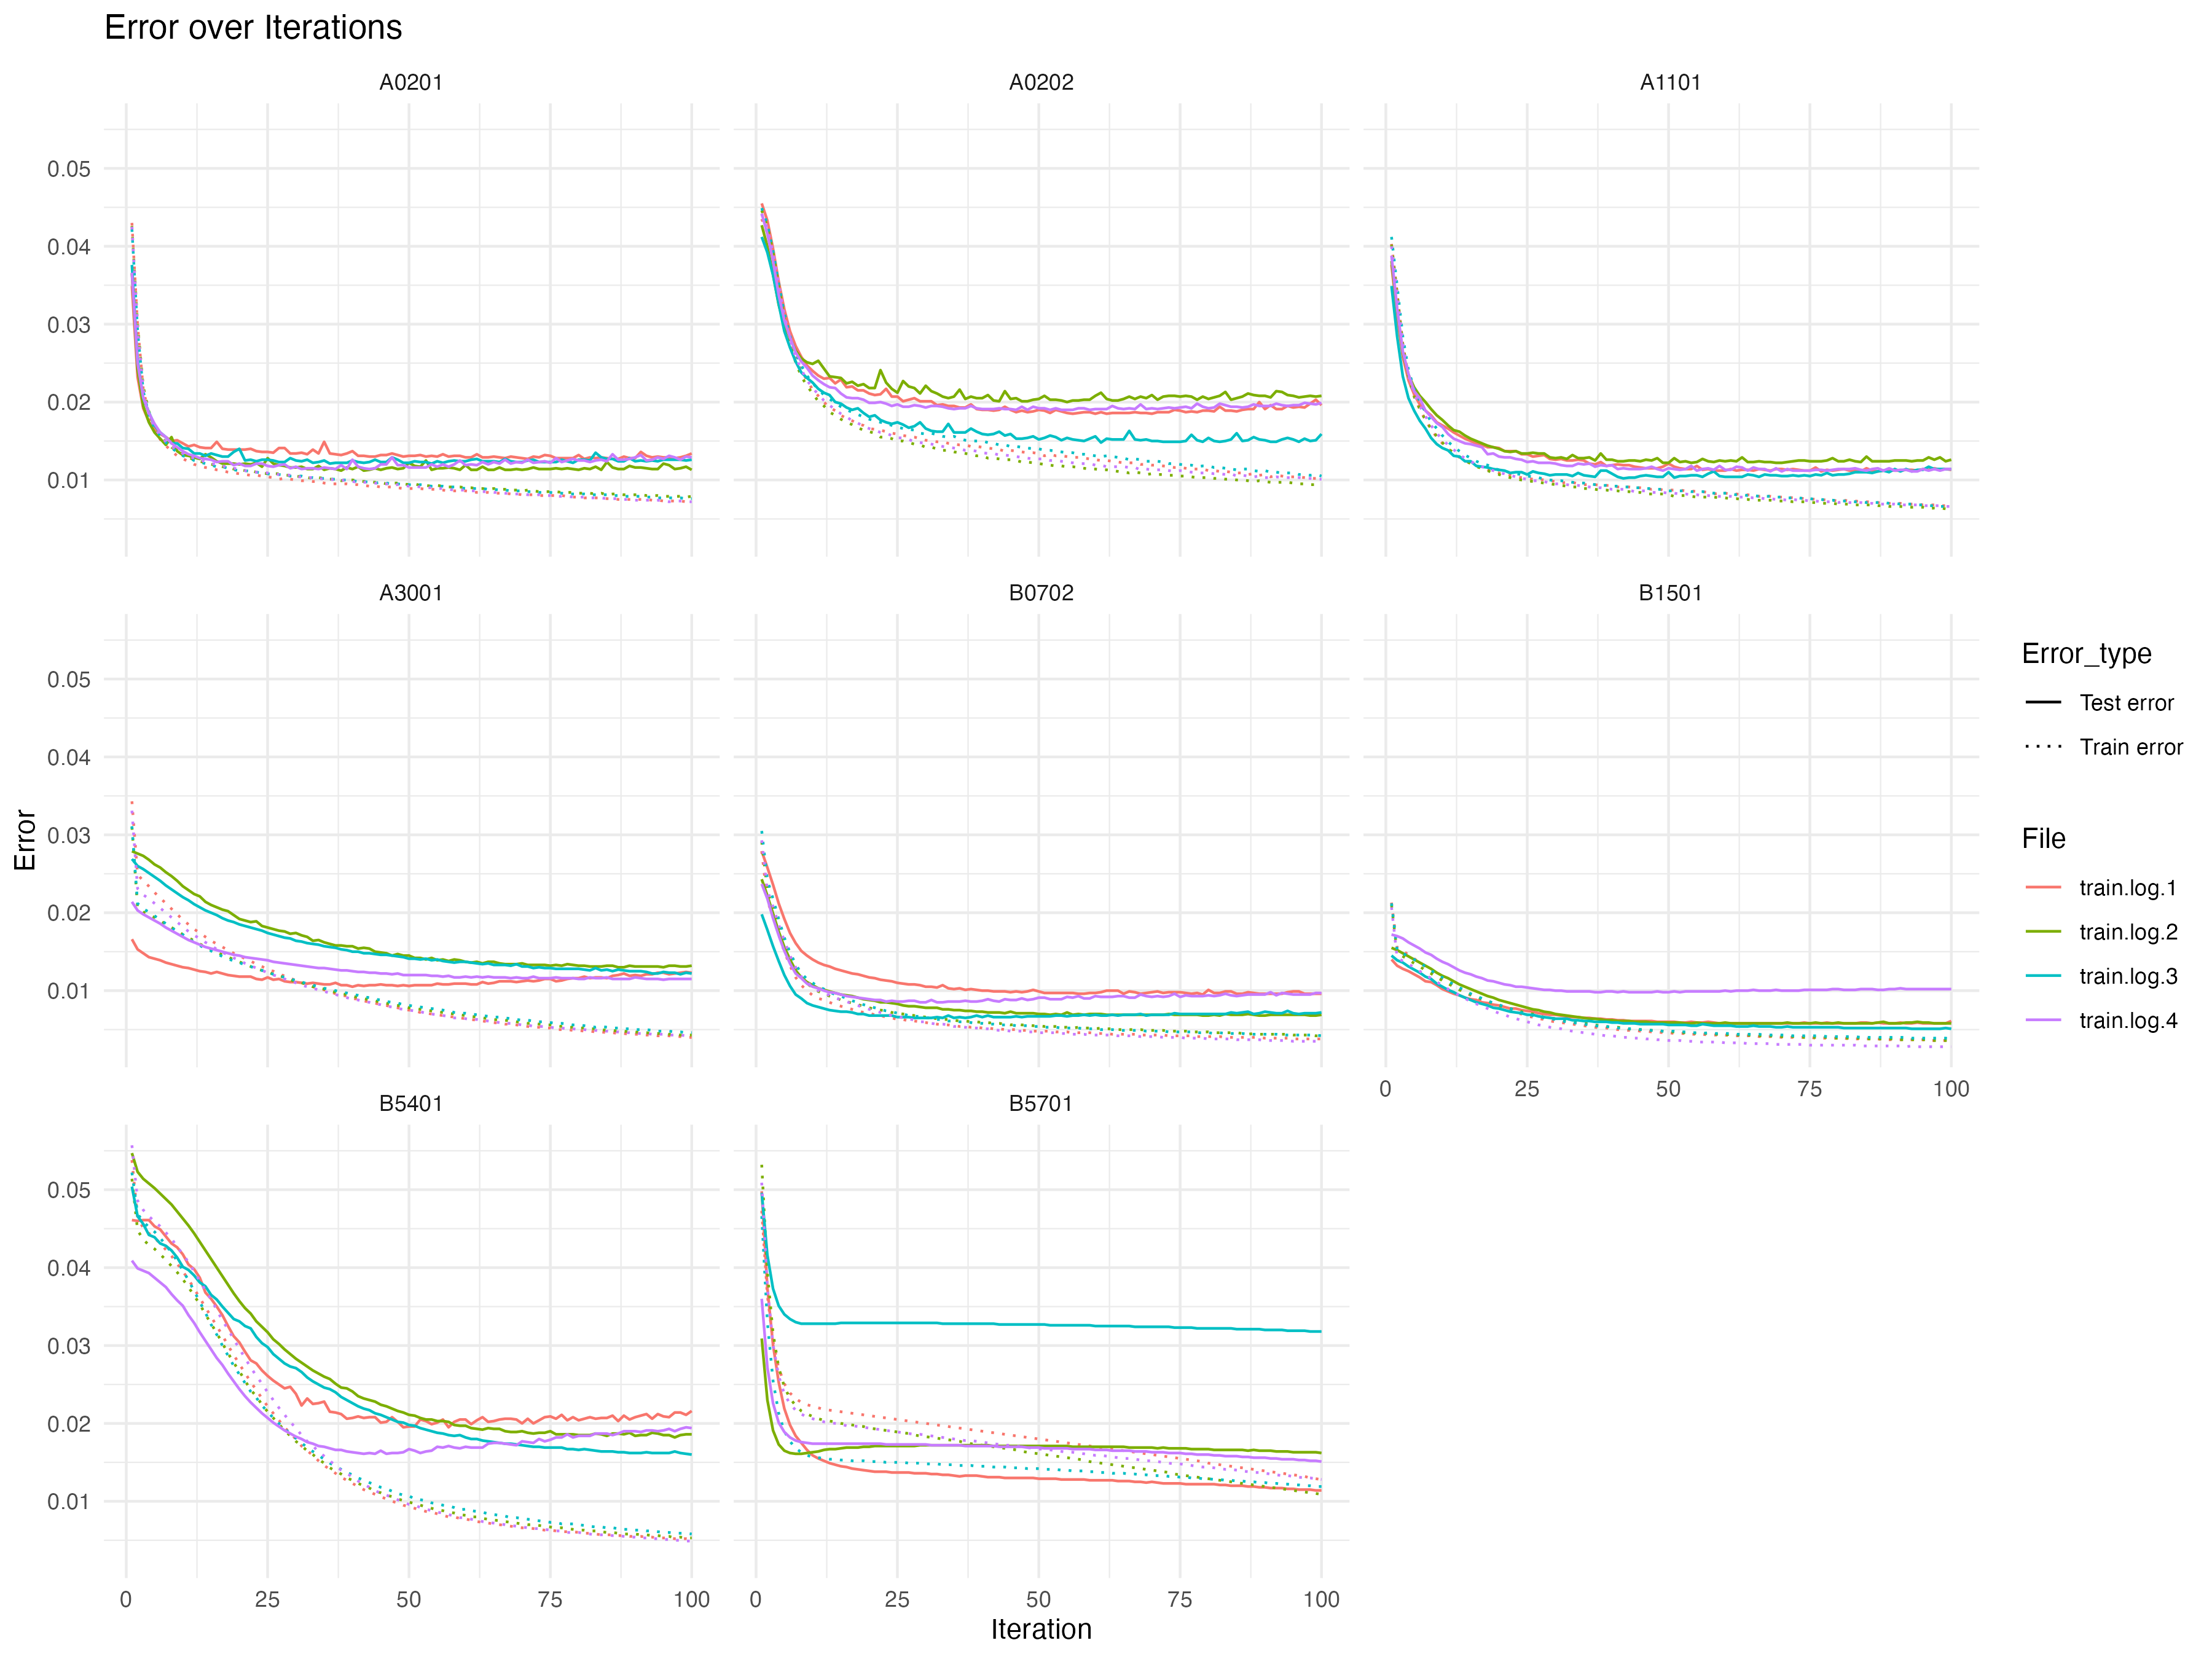 Error over Iterations
A0201
A0202
A1101
0.05
0.04
0.03
0.02
0.01
A3001
B0702
B1501
0.05
0.04
0.03
0.02
0.01
0 25 50 75 100
B5401
B5701
0.05
0.04
0.03
0.02
0.01
0 25 50 75 100
0 25 50 75 100
Iteration
Error
Error_type
Test error
Train error
File
train.log.1
train.log.2
train.log.3
train.log.4